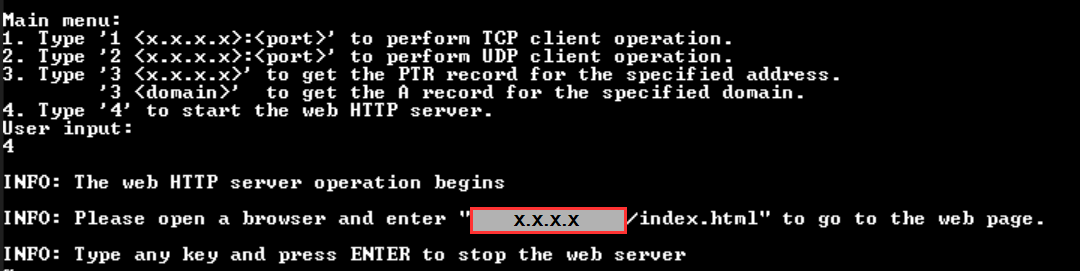 Main menu:
1. Type '1 <x.x.x.x>:<port>' to perform TCP client operation.
2. Type '2 <x.x.x.x>:<port>' to perform UDP client operation.
3. Type '3 <x.x.x.x>' to get the PTR record for the specified address.
'3 <domain>' to get the A record for the specified domain.
4. Type '4' to start the web HTTP server.
User input:
4
INFO: The web HTTP server operation begins
INFO: Please open a browser and enter "X.X.X.X/index.html" to go to the web page.
INFO: Type any key and press ENTER to stop the web server